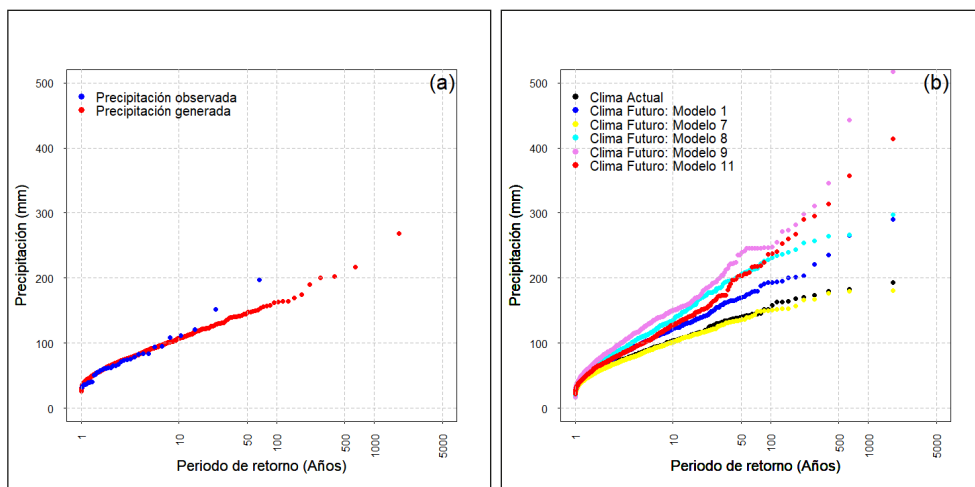 (a)
Precipitación observada
Precipitación generada
Precipitación (mm)
500
400
300
200
100
0
1
10
50
100
500
1000
5000
Periodo de retorno (Años)
(b)
Clima Actual
Clima Futuro: Modelo 1
Clima Futuro: Modelo 7
Clima Futuro: Modelo 8
Clima Futuro: Modelo 9
Clima Futuro: Modelo 11
Precipitación (mm)
500
400
300
200
100
0
1
10
50
100
500
1000
5000
Periodo de retorno (Años)